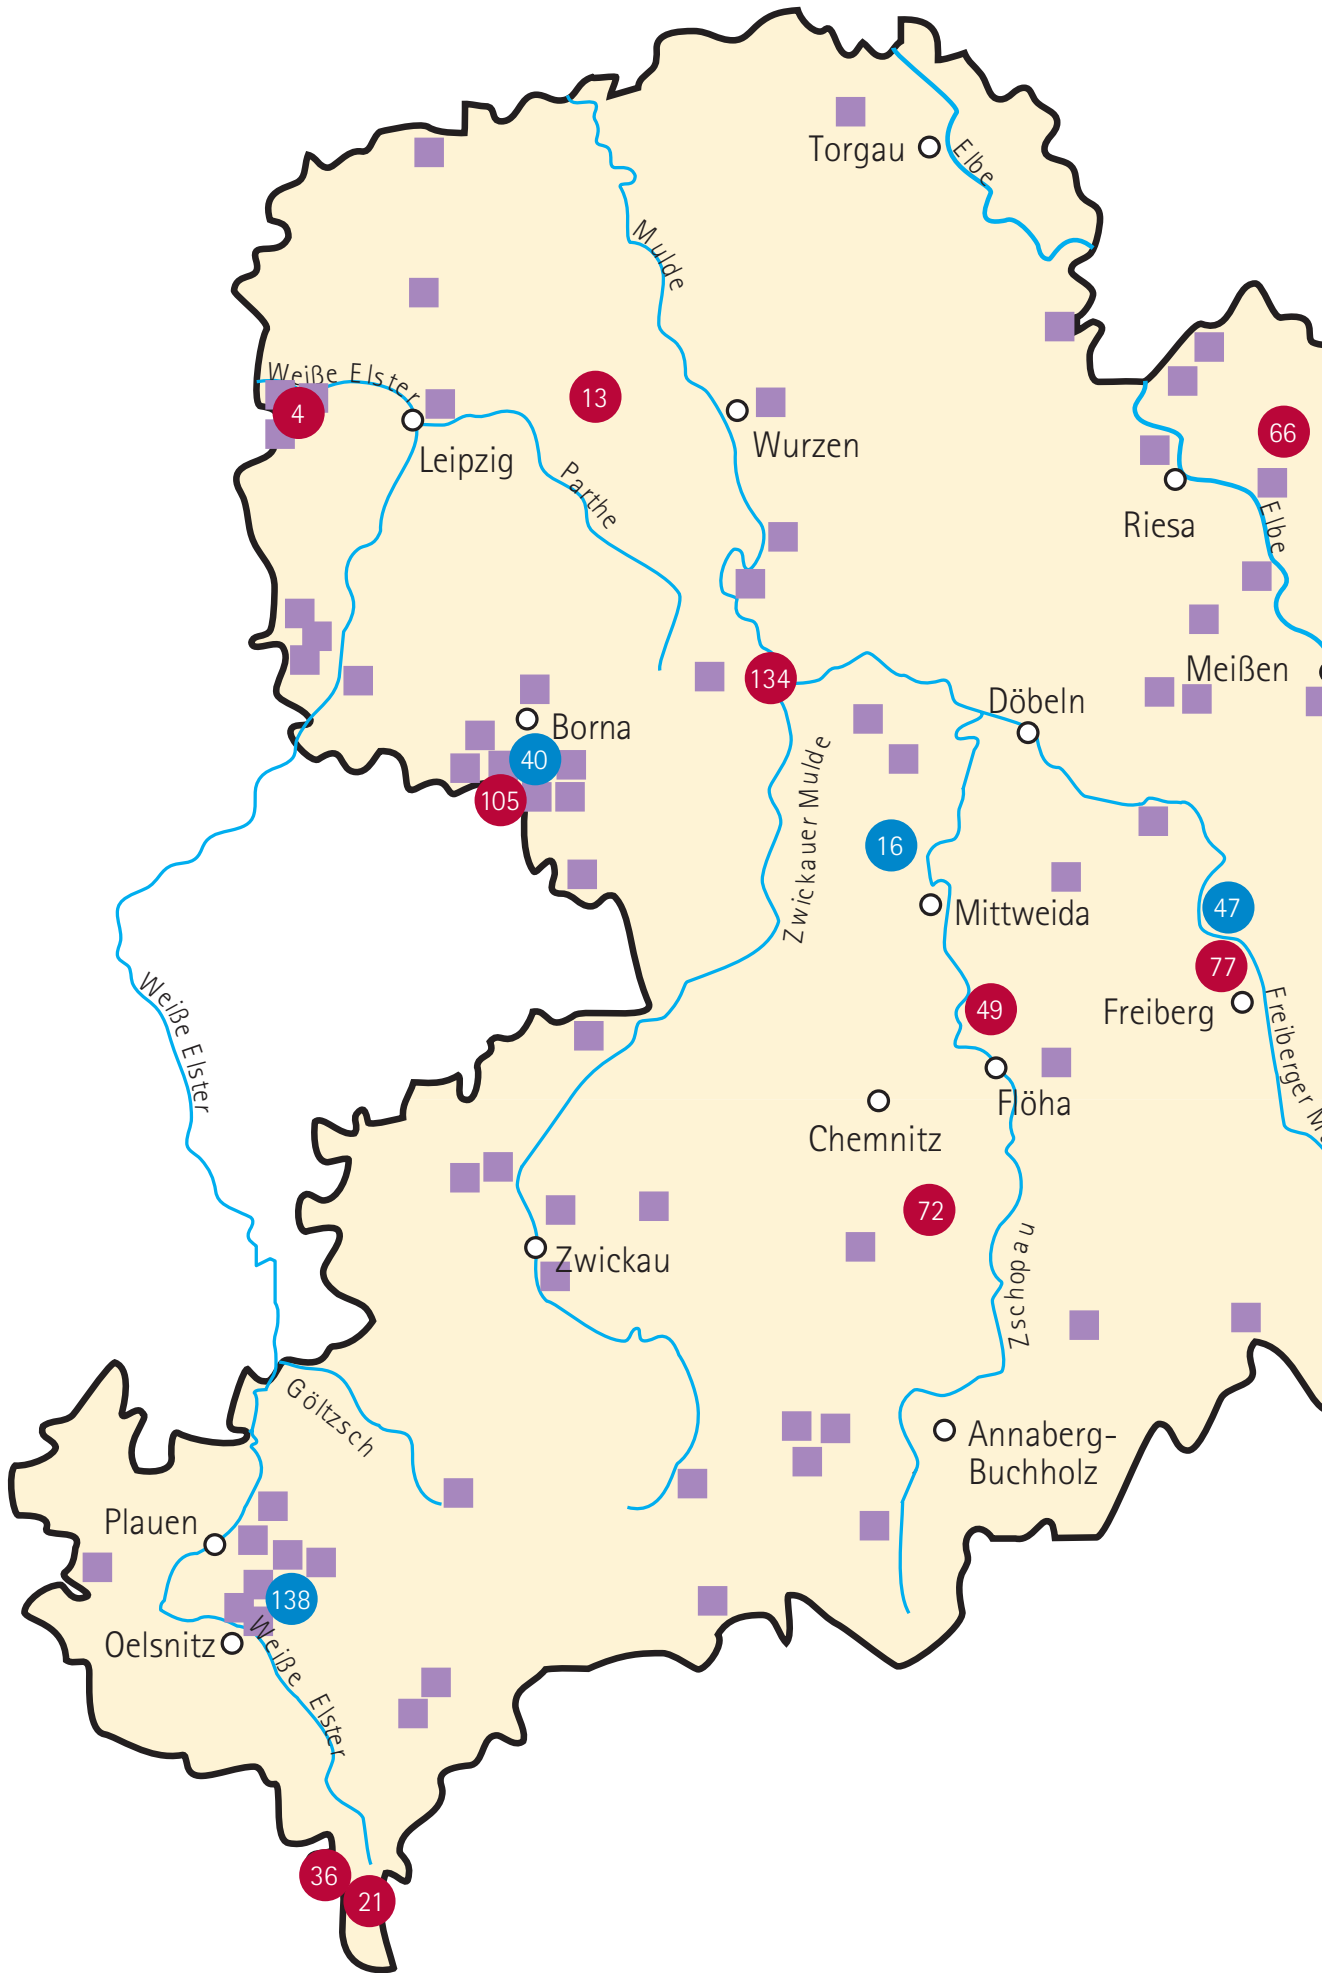 Torgau
Elbe
Mulde
Weiße Elster
4
13
Wurzen
66
Leipzig
Parthe
Riesa
Elbe
Meißen
134
Döbeln
Borna
40
105
Zwickauer Mulde
16
Mittweida
47
77
Weiße Elster
49
Freiberg
Flöha
Chemnitz
72
Zwickau
Zschopau
Göltzsch
Annaberg-
Buchholz
Plauen
138
Oelsnitz
Weiße Elster
36
21
Freiberger